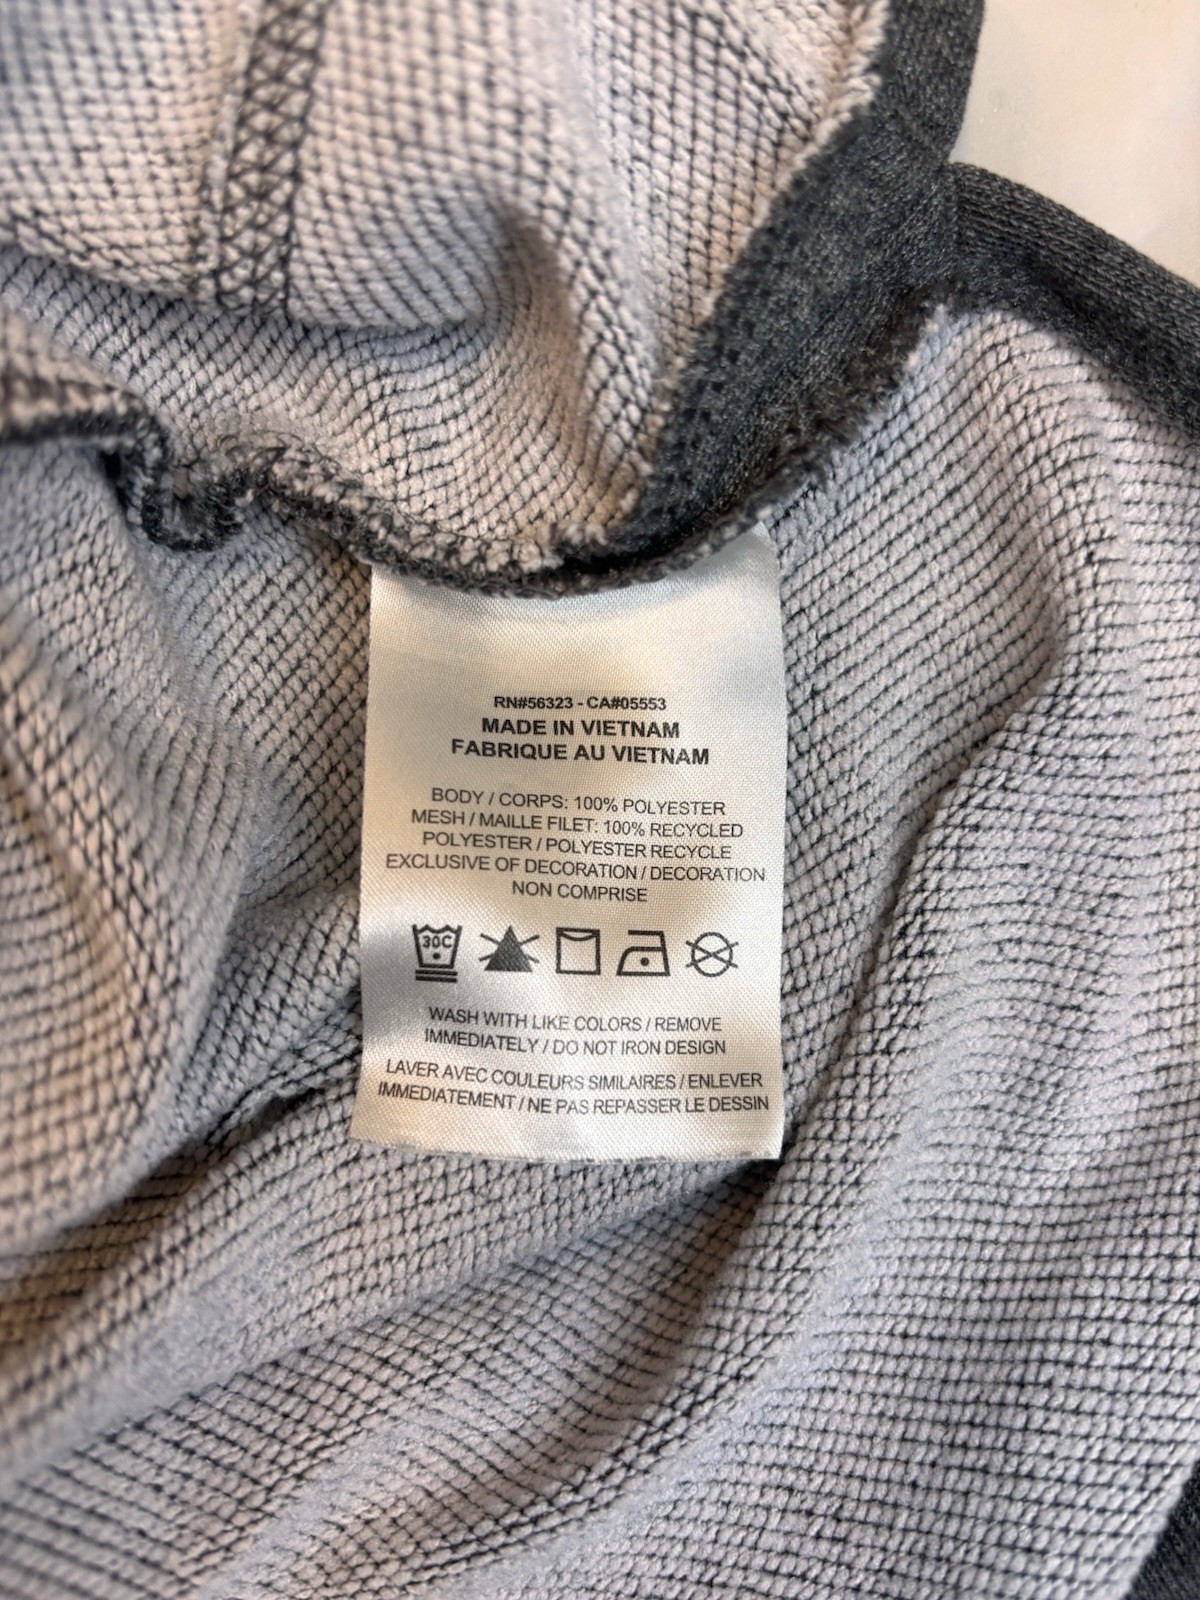 RN#56323 - CA#05553
MADE IN VIETNAM
FABRIQUE AU VIETNAM
BODY / CORPS: 100% POLYESTER
MESH / MAILLE FILET: 100% RECYCLED
POLYESTER / POLYESTER RECYCLE
EXCLUSIVE OF DECORATION / DECORATION
NON COMPRISE
30C
WASH WITH LIKE COLORS / REMOVE
IMMEDIATELY / DO NOT IRON DESIGN
LAVER AVEC COULEURS SIMILAIRES / ENLEVER
IMMEDIATEMENT / NE PAS REPASSER LE DESSIN